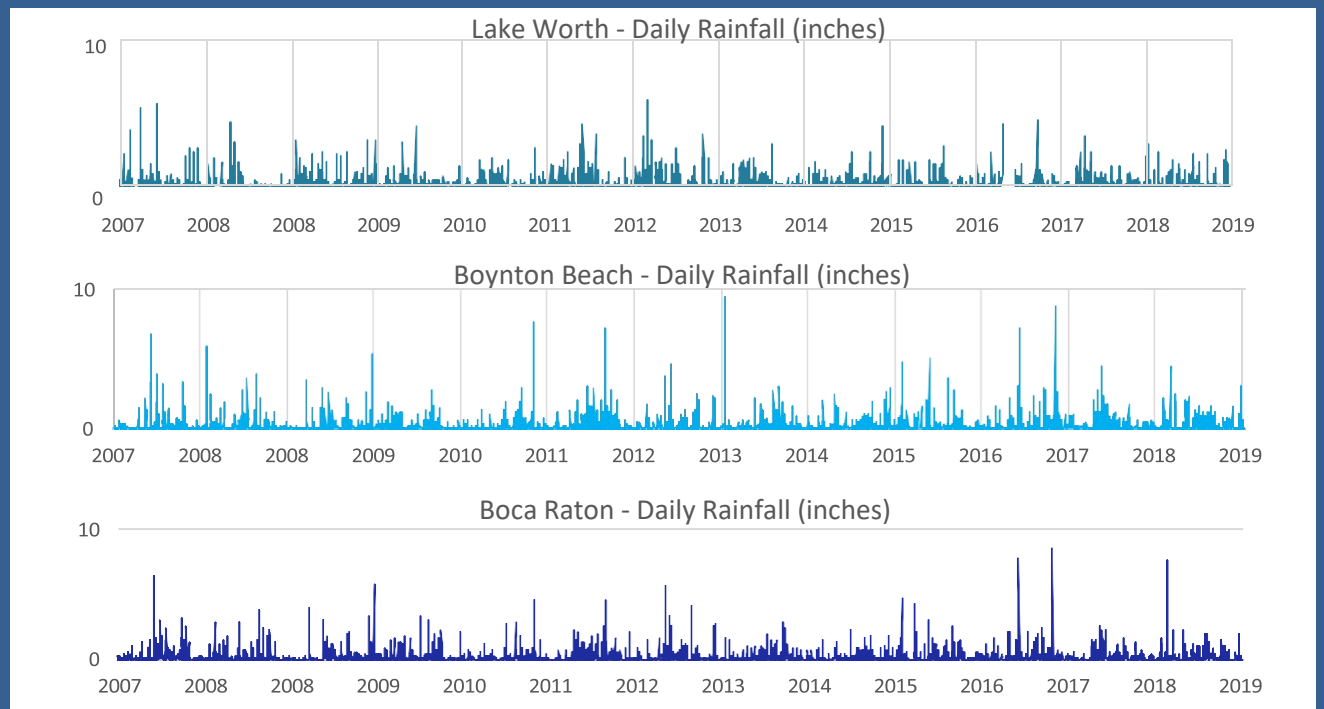 Lake Worth - Daily Rainfall (inches)
10
0
2007 2008 2008 2009 2010 2011 2012 2013 2014 2015 2016 2017 2018 2019
Boynton Beach - Daily Rainfall (inches)
10
0
2007 2008 2008 2009 2010 2011 2012 2013 2014 2015 2016 2017 2018 2019
Boca Raton - Daily Rainfall (inches)
10
0
2007 2008 2008 2009 2010 2011 2012 2013 2014 2015 2016 2017 2018 2019